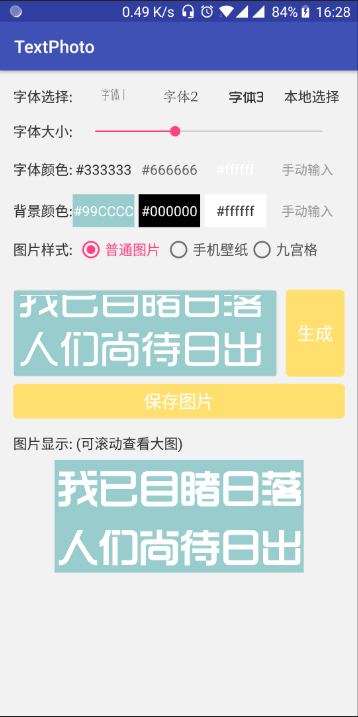 0.49 K/s 84% 16:28
TextPhoto
字体选择: 字体1 字体2 字体3 本地选择
字体大小:
字体颜色: #333333 #666666 #ffffff 手动输入
背景颜色: #99CCCC #000000 #ffffff 手动输入
图片样式: 普通图片 手机壁纸 九宫格
我已目睹日落
人们尚待日出
生成
保存图片
图片显示: (可滚动查看大图)
我已目睹日落
人们尚待日出